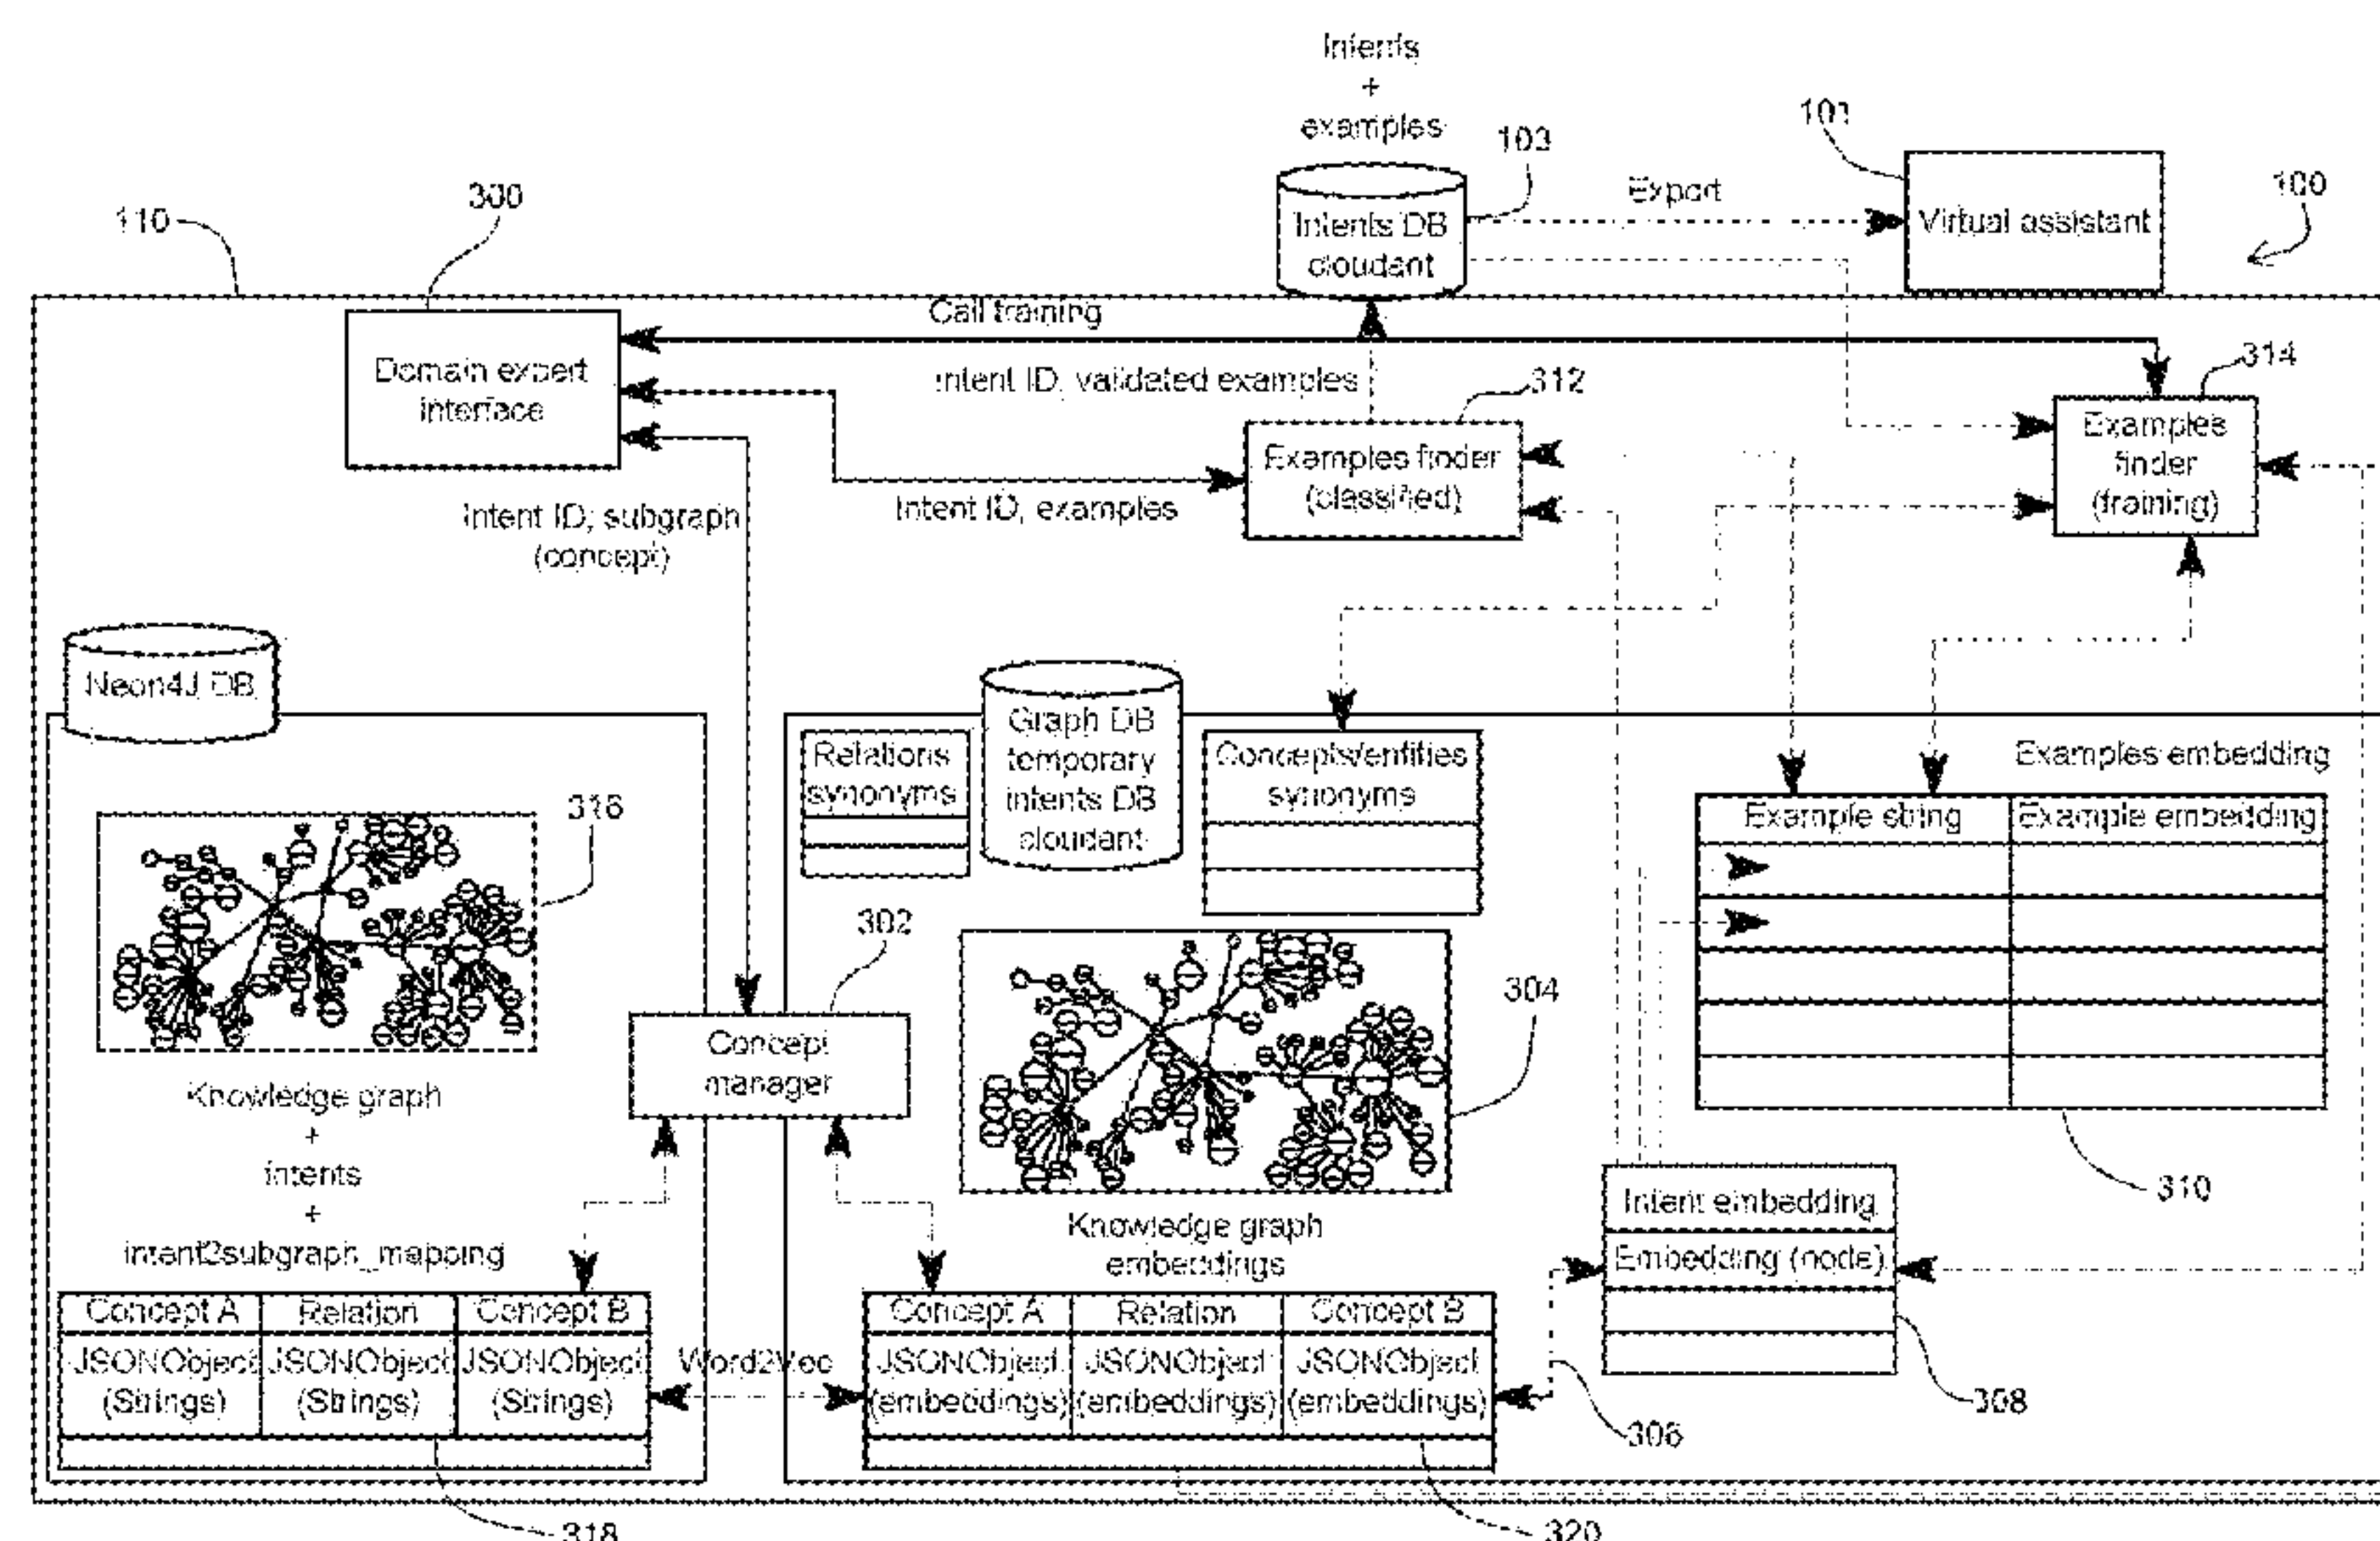 Intents
+
examples
103
101
100
300
110
Export
Intents DB
cloudant
Virtual assistant
Call training
314
Domain expert
interface
Intent ID, validated examples
312
Examples
finder
(training)
Examples finder
(classified)
Intent ID, subgraph
(concept)
Intent ID, examples
Neon4J DB
Graph DB
temporary
intents DB
cloudant
Relations
synonyms
Concepts/entities
synonyms
Examples embedding
Example string
Example embedding
316
302
304
Concept
manager
Knowledge graph
+
intents
+
intent2subgraph_mapping
Knowledge graph
embeddings
310
Intent embedding
Embedding (node)
Concept A
Relation
Concept B
JSONObject
(Strings)
JSONObject
(Strings)
JSONObject
(Strings)
Word2Vec
Concept A
Relation
Concept B
JSONObject
(embeddings)
JSONObject
(embeddings)
JSONObject
(embeddings)
308
306
318
320